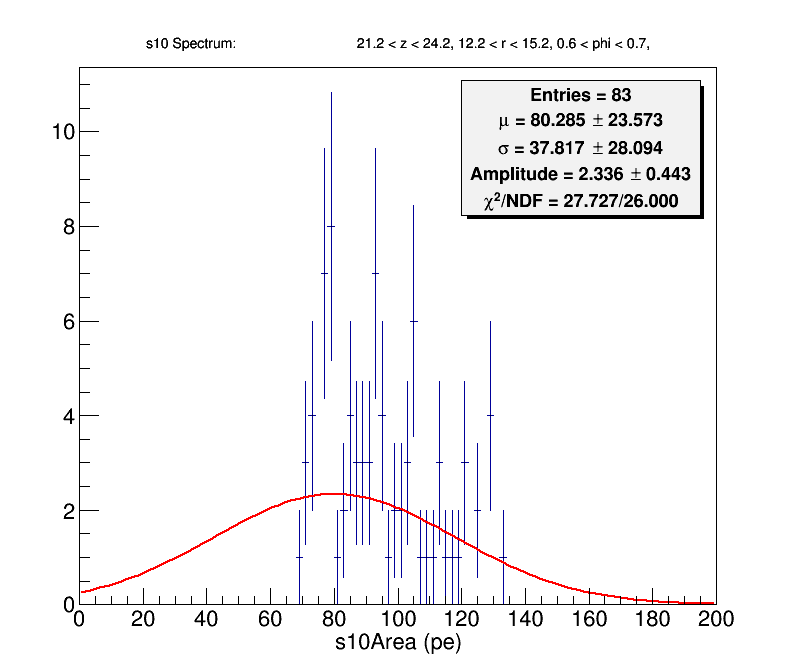 s10 Spectrum: 21.2 < z < 24.2, 12.2 < r < 15.2, 0.6 < phi < 0.7,
Entries = 83
μ = 80.285 ± 23.573
σ = 37.817 ± 28.094
Amplitude = 2.336 ± 0.443
χ²/NDF = 27.727/26.000
10
8
6
4
2
0
0 20 40 60 80 100 120 140 160 180 200
s10Area (pe)